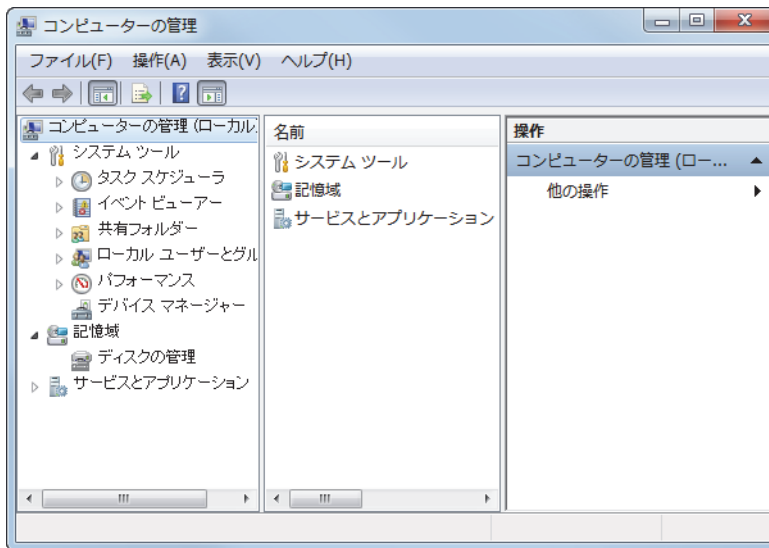 コンピューターの管理
ファイル(F) 操作(A) 表示(V) ヘルプ(H)
コンピューターの管理 (ローカル
システム ツール
タスク スケジューラ
イベント ビューアー
共有フォルダー
ローカル ユーザーとグル
パフォーマンス
デバイス マネージャー
記憶域
ディスクの管理
サービスとアプリケーション
名前
システム ツール
記憶域
サービスとアプリケーション
操作
コンピューターの管理 (ロー...
他の操作